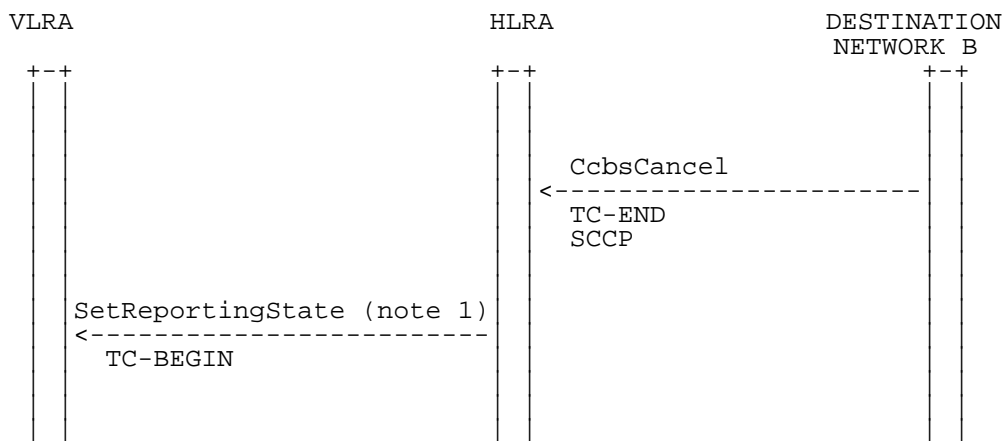 VLRA HLRA DESTINATION
NETWORK B
CcbsCancel
TC-END
SCCP
SetReportingState (note 1)
TC-BEGIN